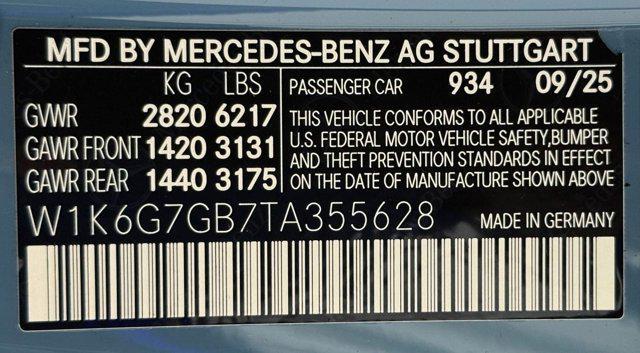 MFD BY MERCEDES-BENZ AG STUTTGART
KG LBS
GVWR 2820 6217
GAWR FRONT 1420 3131
GAWR REAR 1440 3175
PASSENGER CAR 934 09/25
THIS VEHICLE CONFORMS TO ALL APPLICABLE
U.S. FEDERAL MOTOR VEHICLE SAFETY,BUMPER
AND THEFT PREVENTION STANDARDS IN EFFECT
ON THE DATE OF MANUFACTURE SHOWN ABOVE
W1K6G7GB7TA355628
MADE IN GERMANY